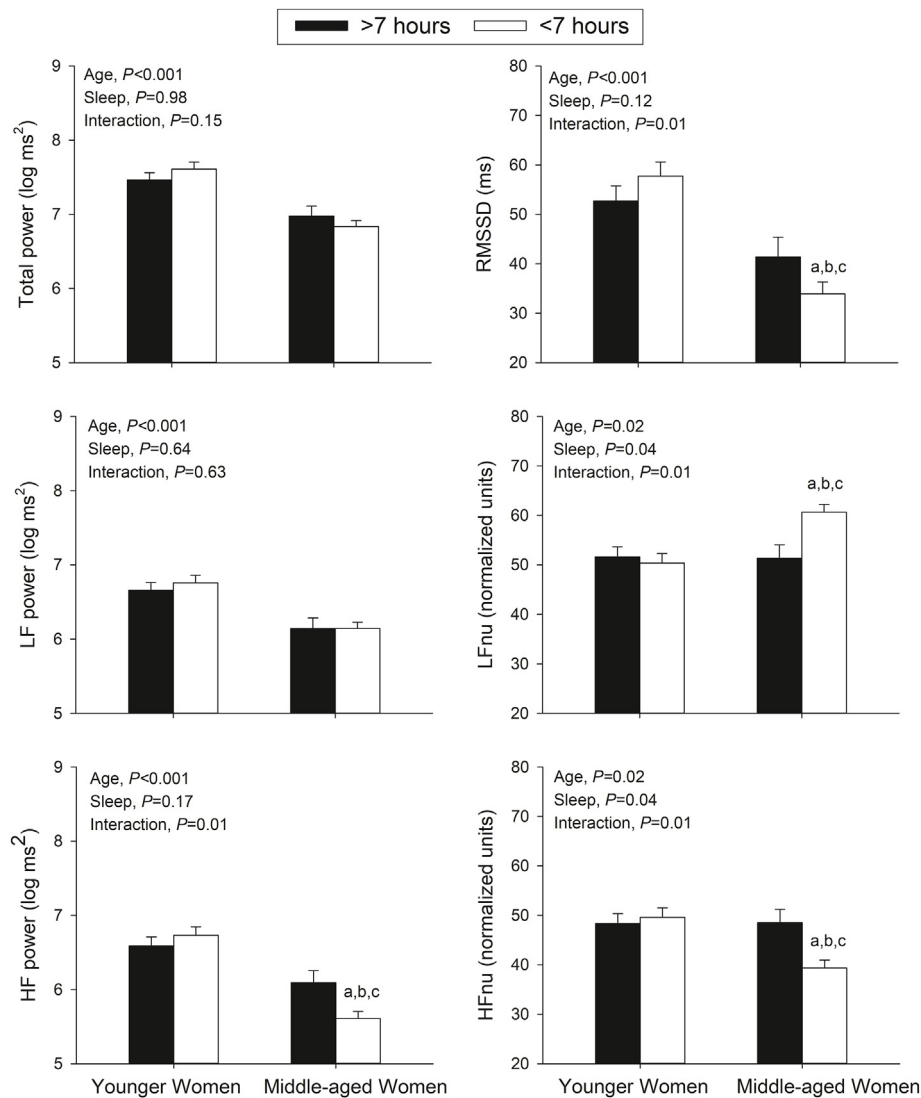 >7 hours <7 hours
Total power (log ms²)
Age, P<0.001
Sleep, P=0.98
Interaction, P=0.15
9
8
7
6
5
RMSSD (ms)
Age, P<0.001
Sleep, P=0.12
Interaction, P=0.01
80
70
60
50
40
30
20
a,b,c
LF power (log ms²)
Age, P<0.001
Sleep, P=0.64
Interaction, P=0.63
9
8
7
6
5
LFnu (normalized units)
Age, P=0.02
Sleep, P=0.04
Interaction, P=0.01
80
70
60
50
40
30
20
a,b,c
HF power (log ms²)
Age, P<0.001
Sleep, P=0.17
Interaction, P=0.01
9
8
7
6
5
a,b,c
Younger Women Middle-aged Women
HFnu (normalized units)
Age, P=0.02
Sleep, P=0.04
Interaction, P=0.01
80
70
60
50
40
30
20
a,b,c
Younger Women Middle-aged Women